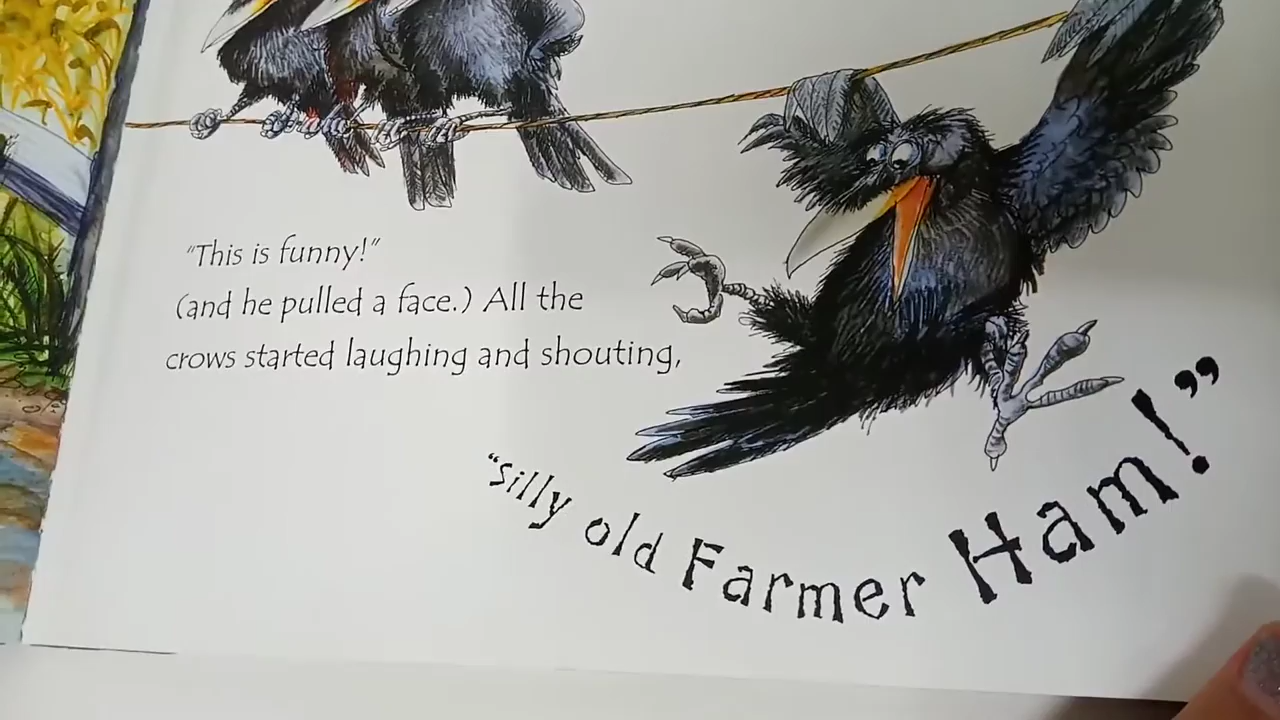 "This is funny!"
(and he pulled a face.) All the
crows started laughing and shouting,
"Silly old Farmer Ham!"